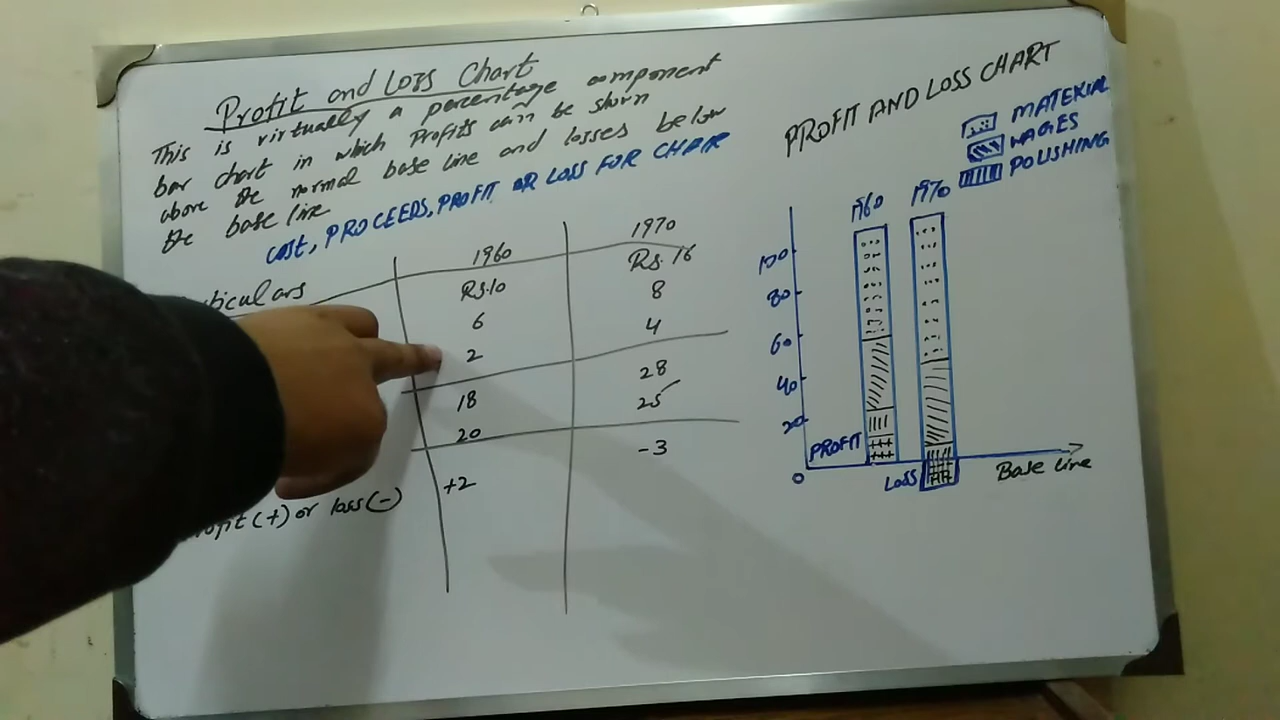 Profit and Loss Chart
This is virtually a percentage component
bar chart in which Profits can be shown
above the normal base line and losses below
the base line
COST, PROCEEDS, PROFIT OR LOSS FOR CHAIR
1960 1970
Rs.10 Rs.16
6 8
2 4
18 28
20 25
+2 -3
or loss(-)
PROFIT AND LOSS CHART
MATERIAL
WAGES
POLISHING
1960 1970
100
80
60
40
20
0
PROFIT
LOSS
Base line